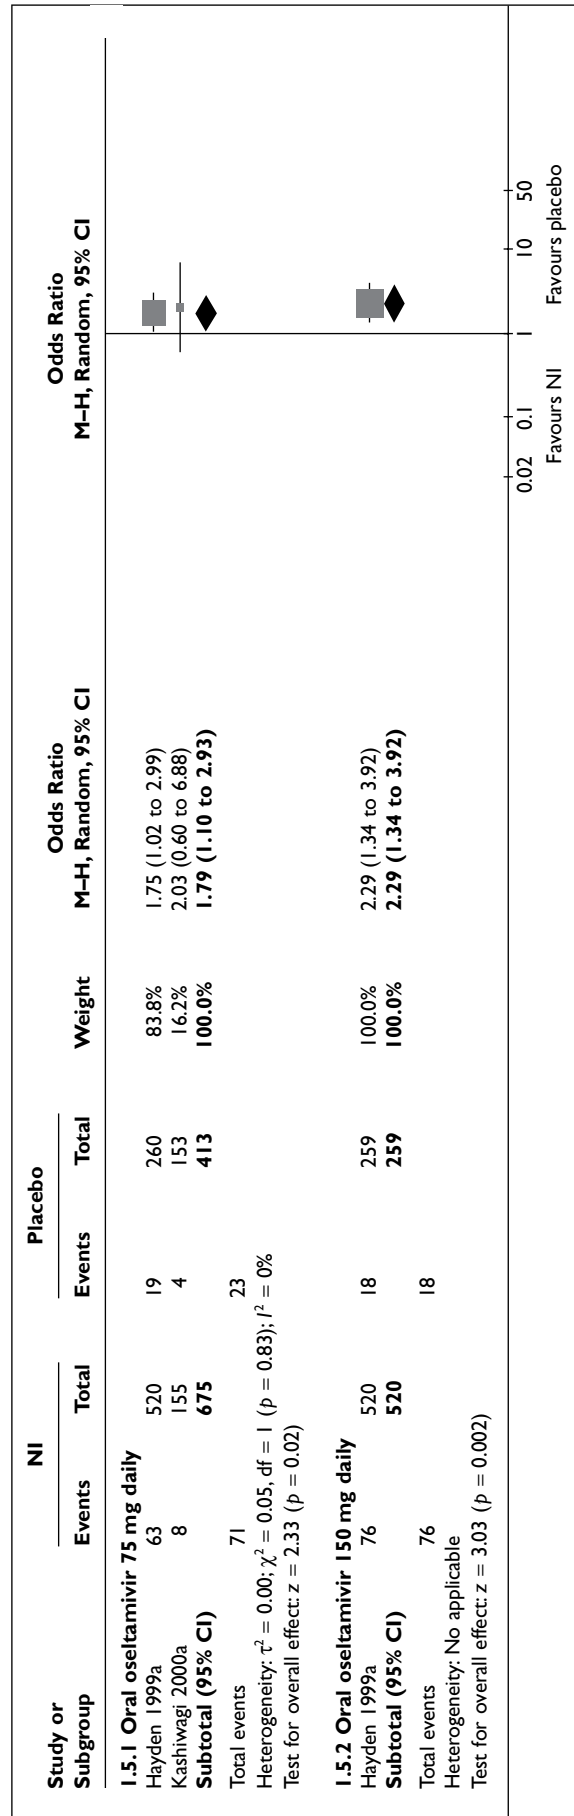 NI Placebo Odds Ratio Odds Ratio
Study or Subgroup Events Total Events Total Weight M–H, Random, 95% CI M–H, Random, 95% CI
1.5.1 Oral oseltamivir 75 mg daily
Hayden 1999a 63 520 19 260 83.8% 1.75 (1.02 to 2.99)
Kashiwagi 2000a 8 155 4 153 16.2% 2.03 (0.60 to 6.88)
Subtotal (95% CI) 675 413 100.0% 1.79 (1.10 to 2.93)
Total events 71 23
Heterogeneity: τ² = 0.00; χ² = 0.05, df = 1 (p = 0.83); I² = 0%
Test for overall effect: z = 2.33 (p = 0.02)
1.5.2 Oral oseltamivir 150 mg daily
Hayden 1999a 76 520 18 259 100.0% 2.29 (1.34 to 3.92)
Subtotal (95% CI) 520 259 100.0% 2.29 (1.34 to 3.92)
Total events 76 18
Heterogeneity: No applicable
Test for overall effect: z = 3.03 (p = 0.002)
0.02 0.1 1 10 50
Favours NI Favours placebo